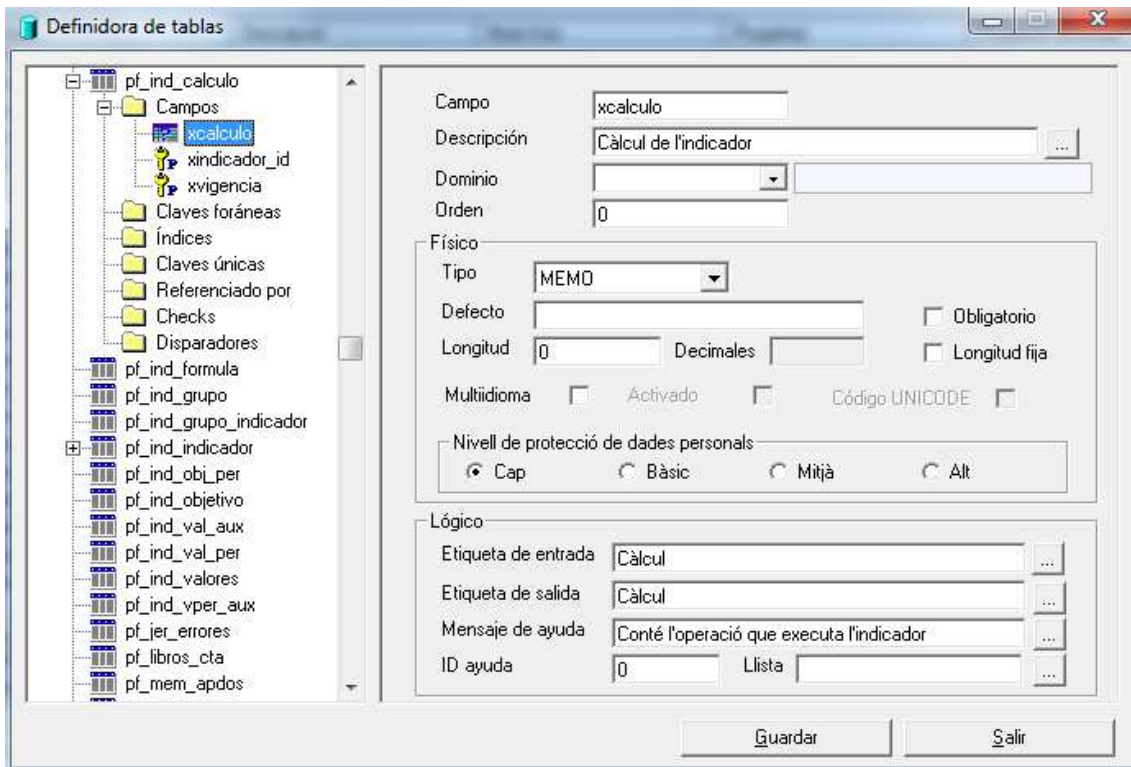 Definidora de tablas
pf_ind_calculo
Campos
xcalculo
xindicador_id
xvigencia
Claves foráneas
Índices
Claves únicas
Referenciado por
Checks
Disparadores
pf_ind_formula
pf_ind_grupo
pf_ind_grupo_indicador
pf_ind_indicador
pf_ind_obj_per
pf_ind_objetivo
pf_ind_val_aux
pf_ind_val_per
pf_ind_valores
pf_ind_vper_aux
pf_jer_errores
pf_libros_cta
pf_mem_apdos
Campo xcalculo
Descripción Càlcul de l'indicador ...
Dominio
Orden 0
Físico
Tipo MEMO
Defecto Obligatorio
Longitud 0 Decimales Longitud fija
Multiidioma Activado Código UNICODE
Nivell de protecció de dades personals
Cap Bàsic Mitjà Alt
Lógico
Etiqueta de entrada Càlcul ...
Etiqueta de salida Càlcul ...
Mensaje de ayuda Conté l'operació que executa l'indicador ...
ID ayuda 0 Llista ...
Guardar Salir